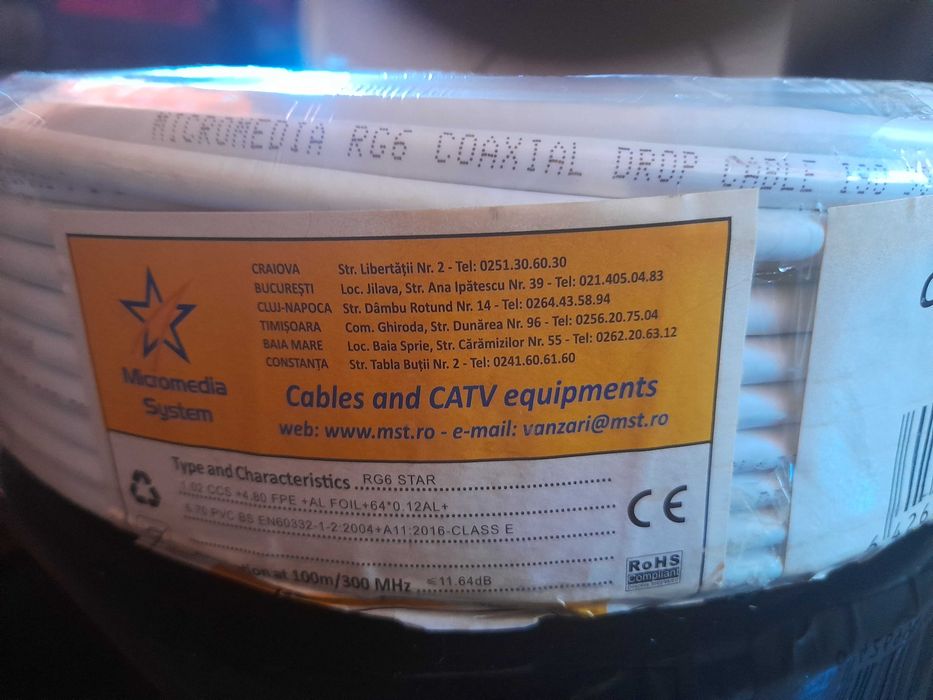 MICROMEDIA RG6 COAXIAL DROP CABLE ISO
CRAIOVA Str. Libertății Nr. 2 - Tel: 0251.30.60.30
BUCUREȘTI Loc. Jilava, Str. Ana Ipătescu Nr. 39 - Tel: 021.405.04.83
CLUJ-NAPOCA Str. Dâmbu Rotund Nr. 14 - Tel: 0264.43.58.94
TIMIȘOARA Com. Ghiroda, Str. Dunărea Nr. 96 - Tel: 0256.20.75.04
BAIA MARE Loc. Baia Sprie, Str. Cărămizilor Nr. 55 - Tel: 0262.20.63.12
CONSTANȚA Str. Tabla Buții Nr. 2 - Tel: 0241.60.61.60
Micromedia
System
Cables and CATV equipments
web: www.mst.ro - e-mail: vanzari@mst.ro
Type and Characteristics RG6 STAR
1.02 CCS +4.80 FPE +AL FOIL+64*0.12AL+
6.70 PVC BS EN60332-1-2:2004+A11:2016-CLASS E
CE
tion at 100m/300 MHz ≤11.64dB
RoHS
Compliant